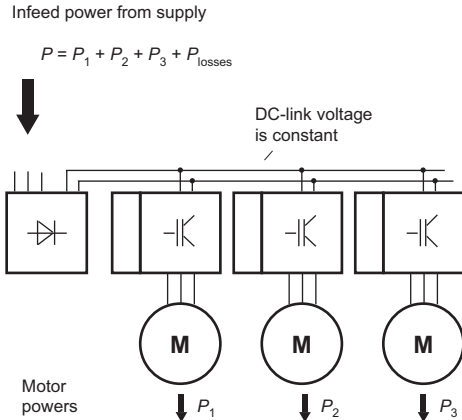 Infeed power from supply
P = P1 + P2 + P3 + Plosses
DC-link voltage
is constant
M M M
Motor
powers
P1 P2 P3